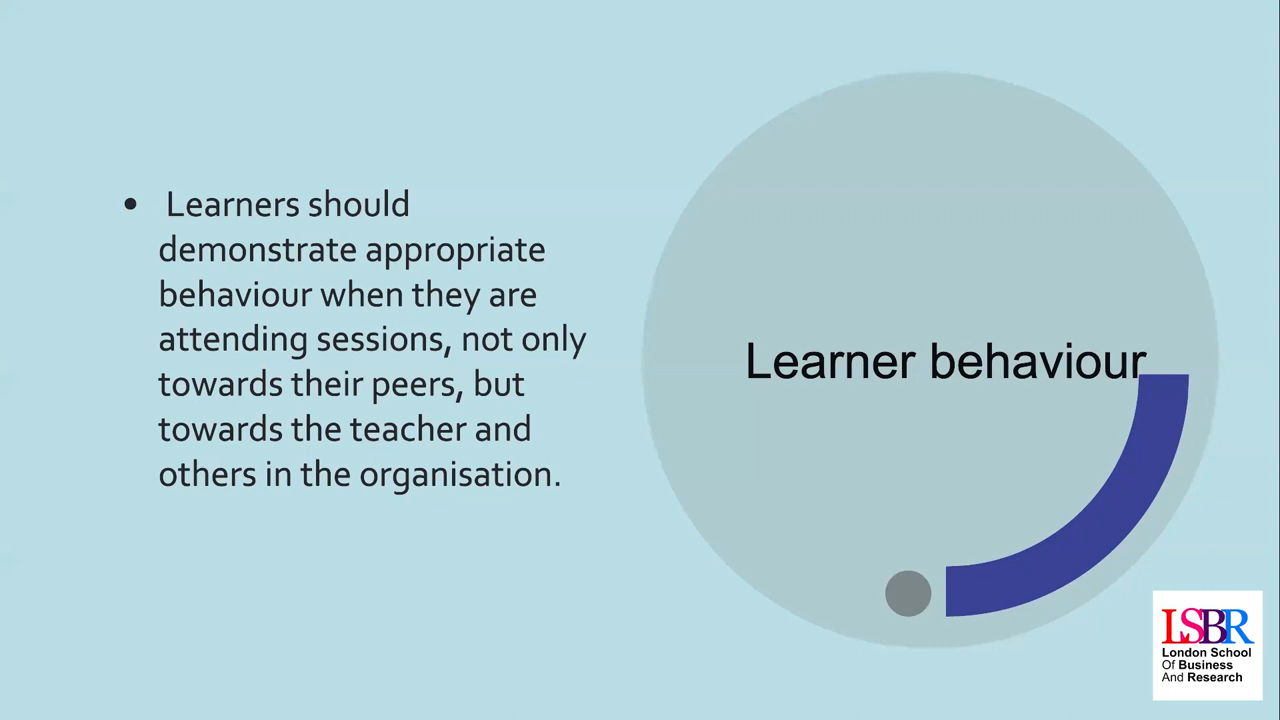 • Learners should
demonstrate appropriate
behaviour when they are
attending sessions, not only
towards their peers, but
towards the teacher and
others in the organisation.
Learner behaviour
LSBR
London School
Of Business
And Research